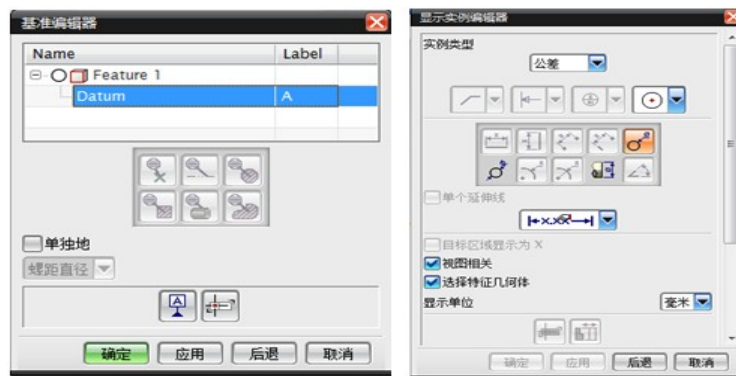 基准编辑器
Name Label
Feature 1
Datum A
单独地
螺距直径
A
确定 应用 后退 取消
显示实例编辑器
实例类型
公差
单个延伸线
x.xx
目标区域显示为 X
视图相关
选择特征几何体
显示单位 毫米
确定 应用 后退 取消